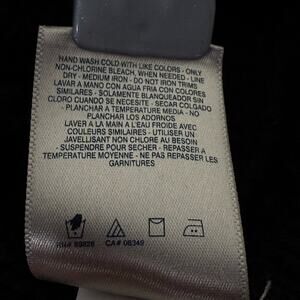 HAND WASH COLD WITH LIKE COLORS - ONLY
NON-CHLORINE BLEACH, WHEN NEEDED - LINE
DRY - MEDIUM IRON - DO NOT IRON TRIMS
LAVAR A MANO CON AGUA FRIA CON COLORES
SIMILARES - SOLAMENTE BLANQUEADOR SIN
CLORO CUANDO SE NECESITE - SECAR COLGADO
- PLANCHAR A TEMPERATURA MEDIA - NO
PLANCHAR LOS ADORNOS
LAVER A LA MAIN A L'EAU FROIDE AVEC
COULEURS SIMILAIRES - UTILISER UN
JAVELLISANT NON CHLORE AU BESOIN
- SUSPENDRE POUR SECHER - REPASSER A
TEMPERATURE MOYENNE - NE PAS REPASSER LES
GARNITURES
RN# 89828 CA# 08349